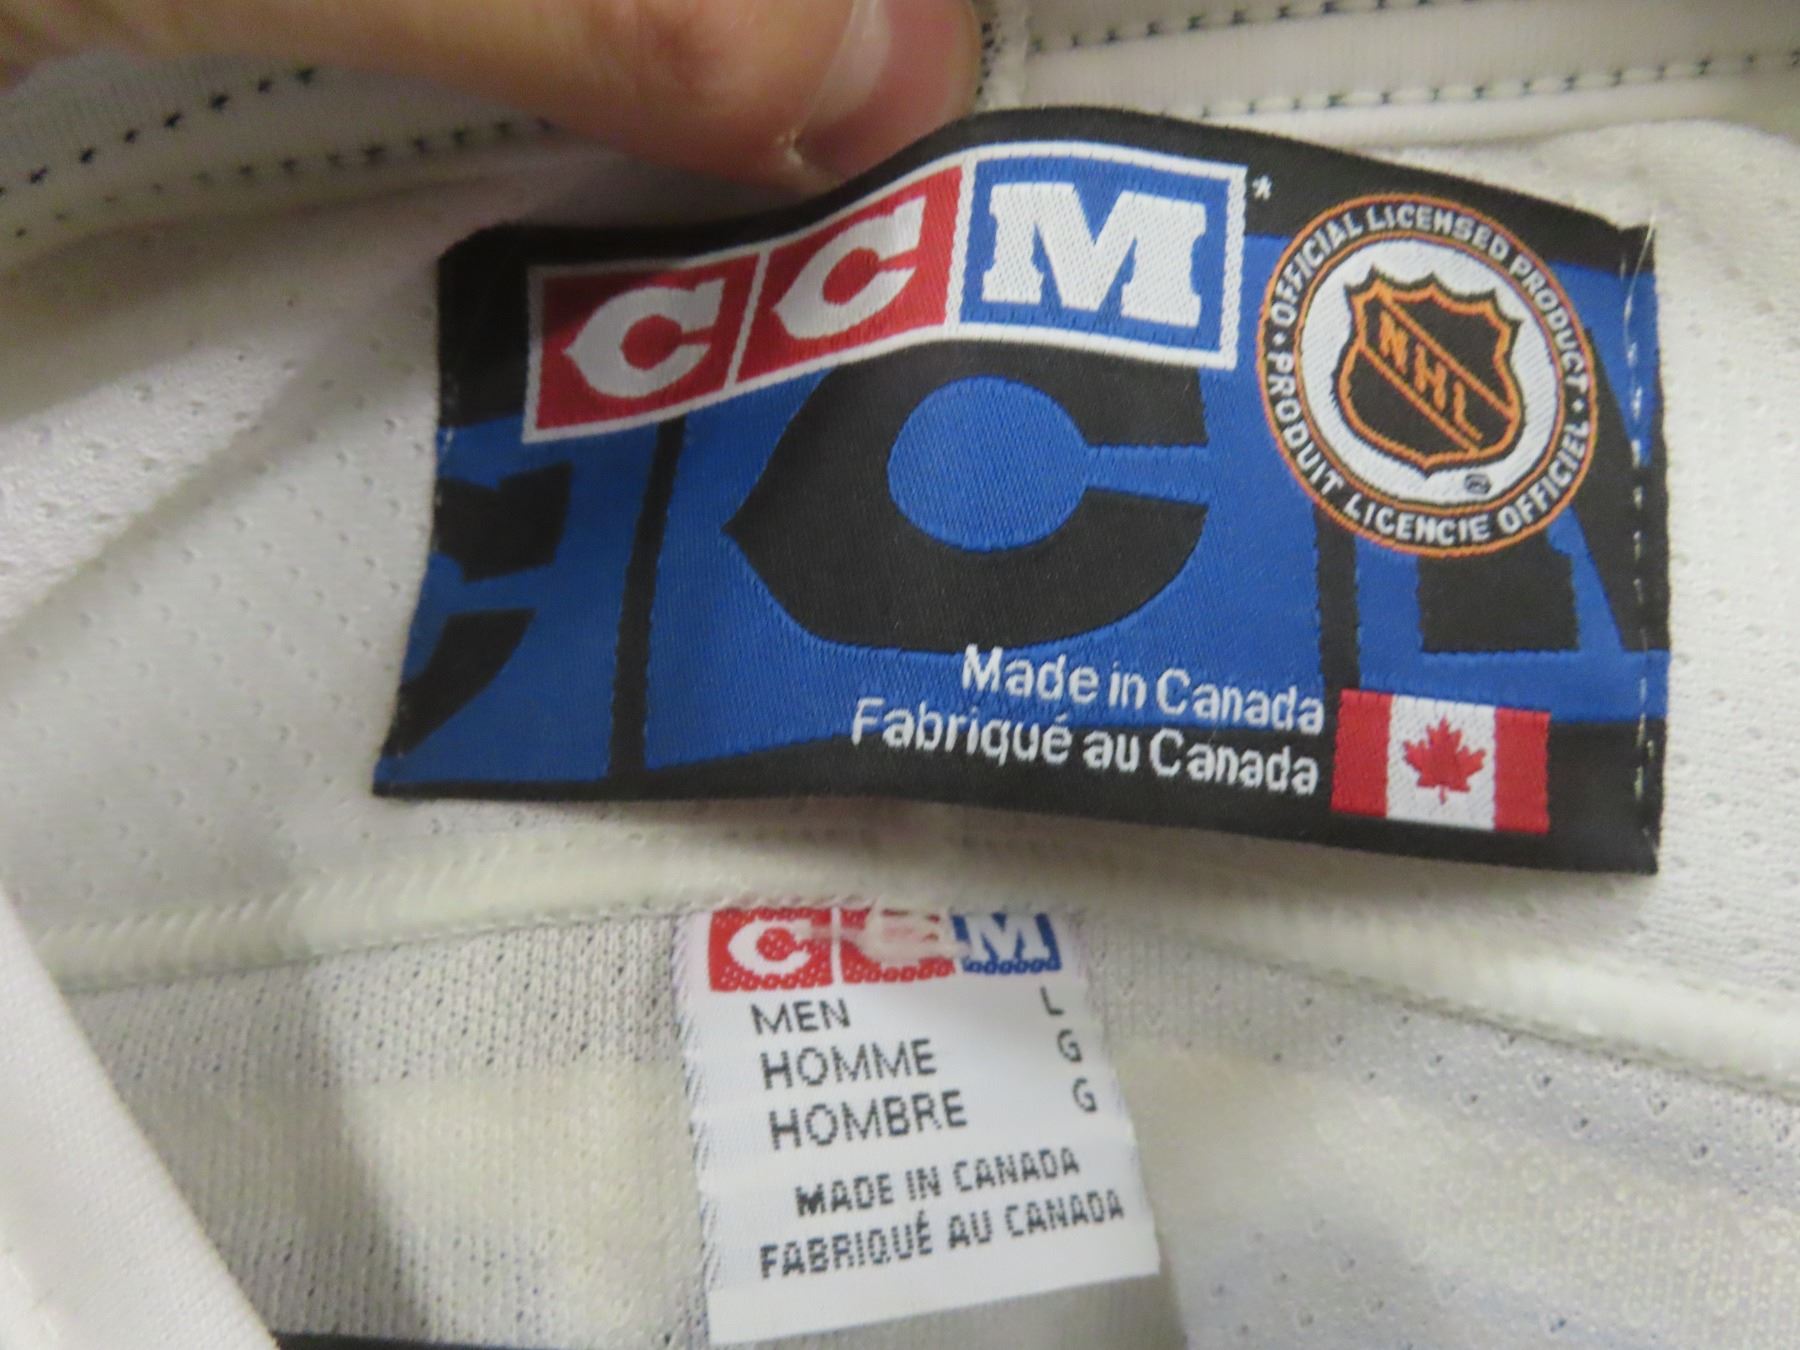 CCM*
OFFICIAL LICENSED PRODUCT • PRODUIT LICENCIE OFFICIEL •
NHL
®
Made in Canada
Fabriqué au Canada
CCM
MEN L
HOMME G
HOMBRE G
MADE IN CANADA
FABRIQUÉ AU CANADA